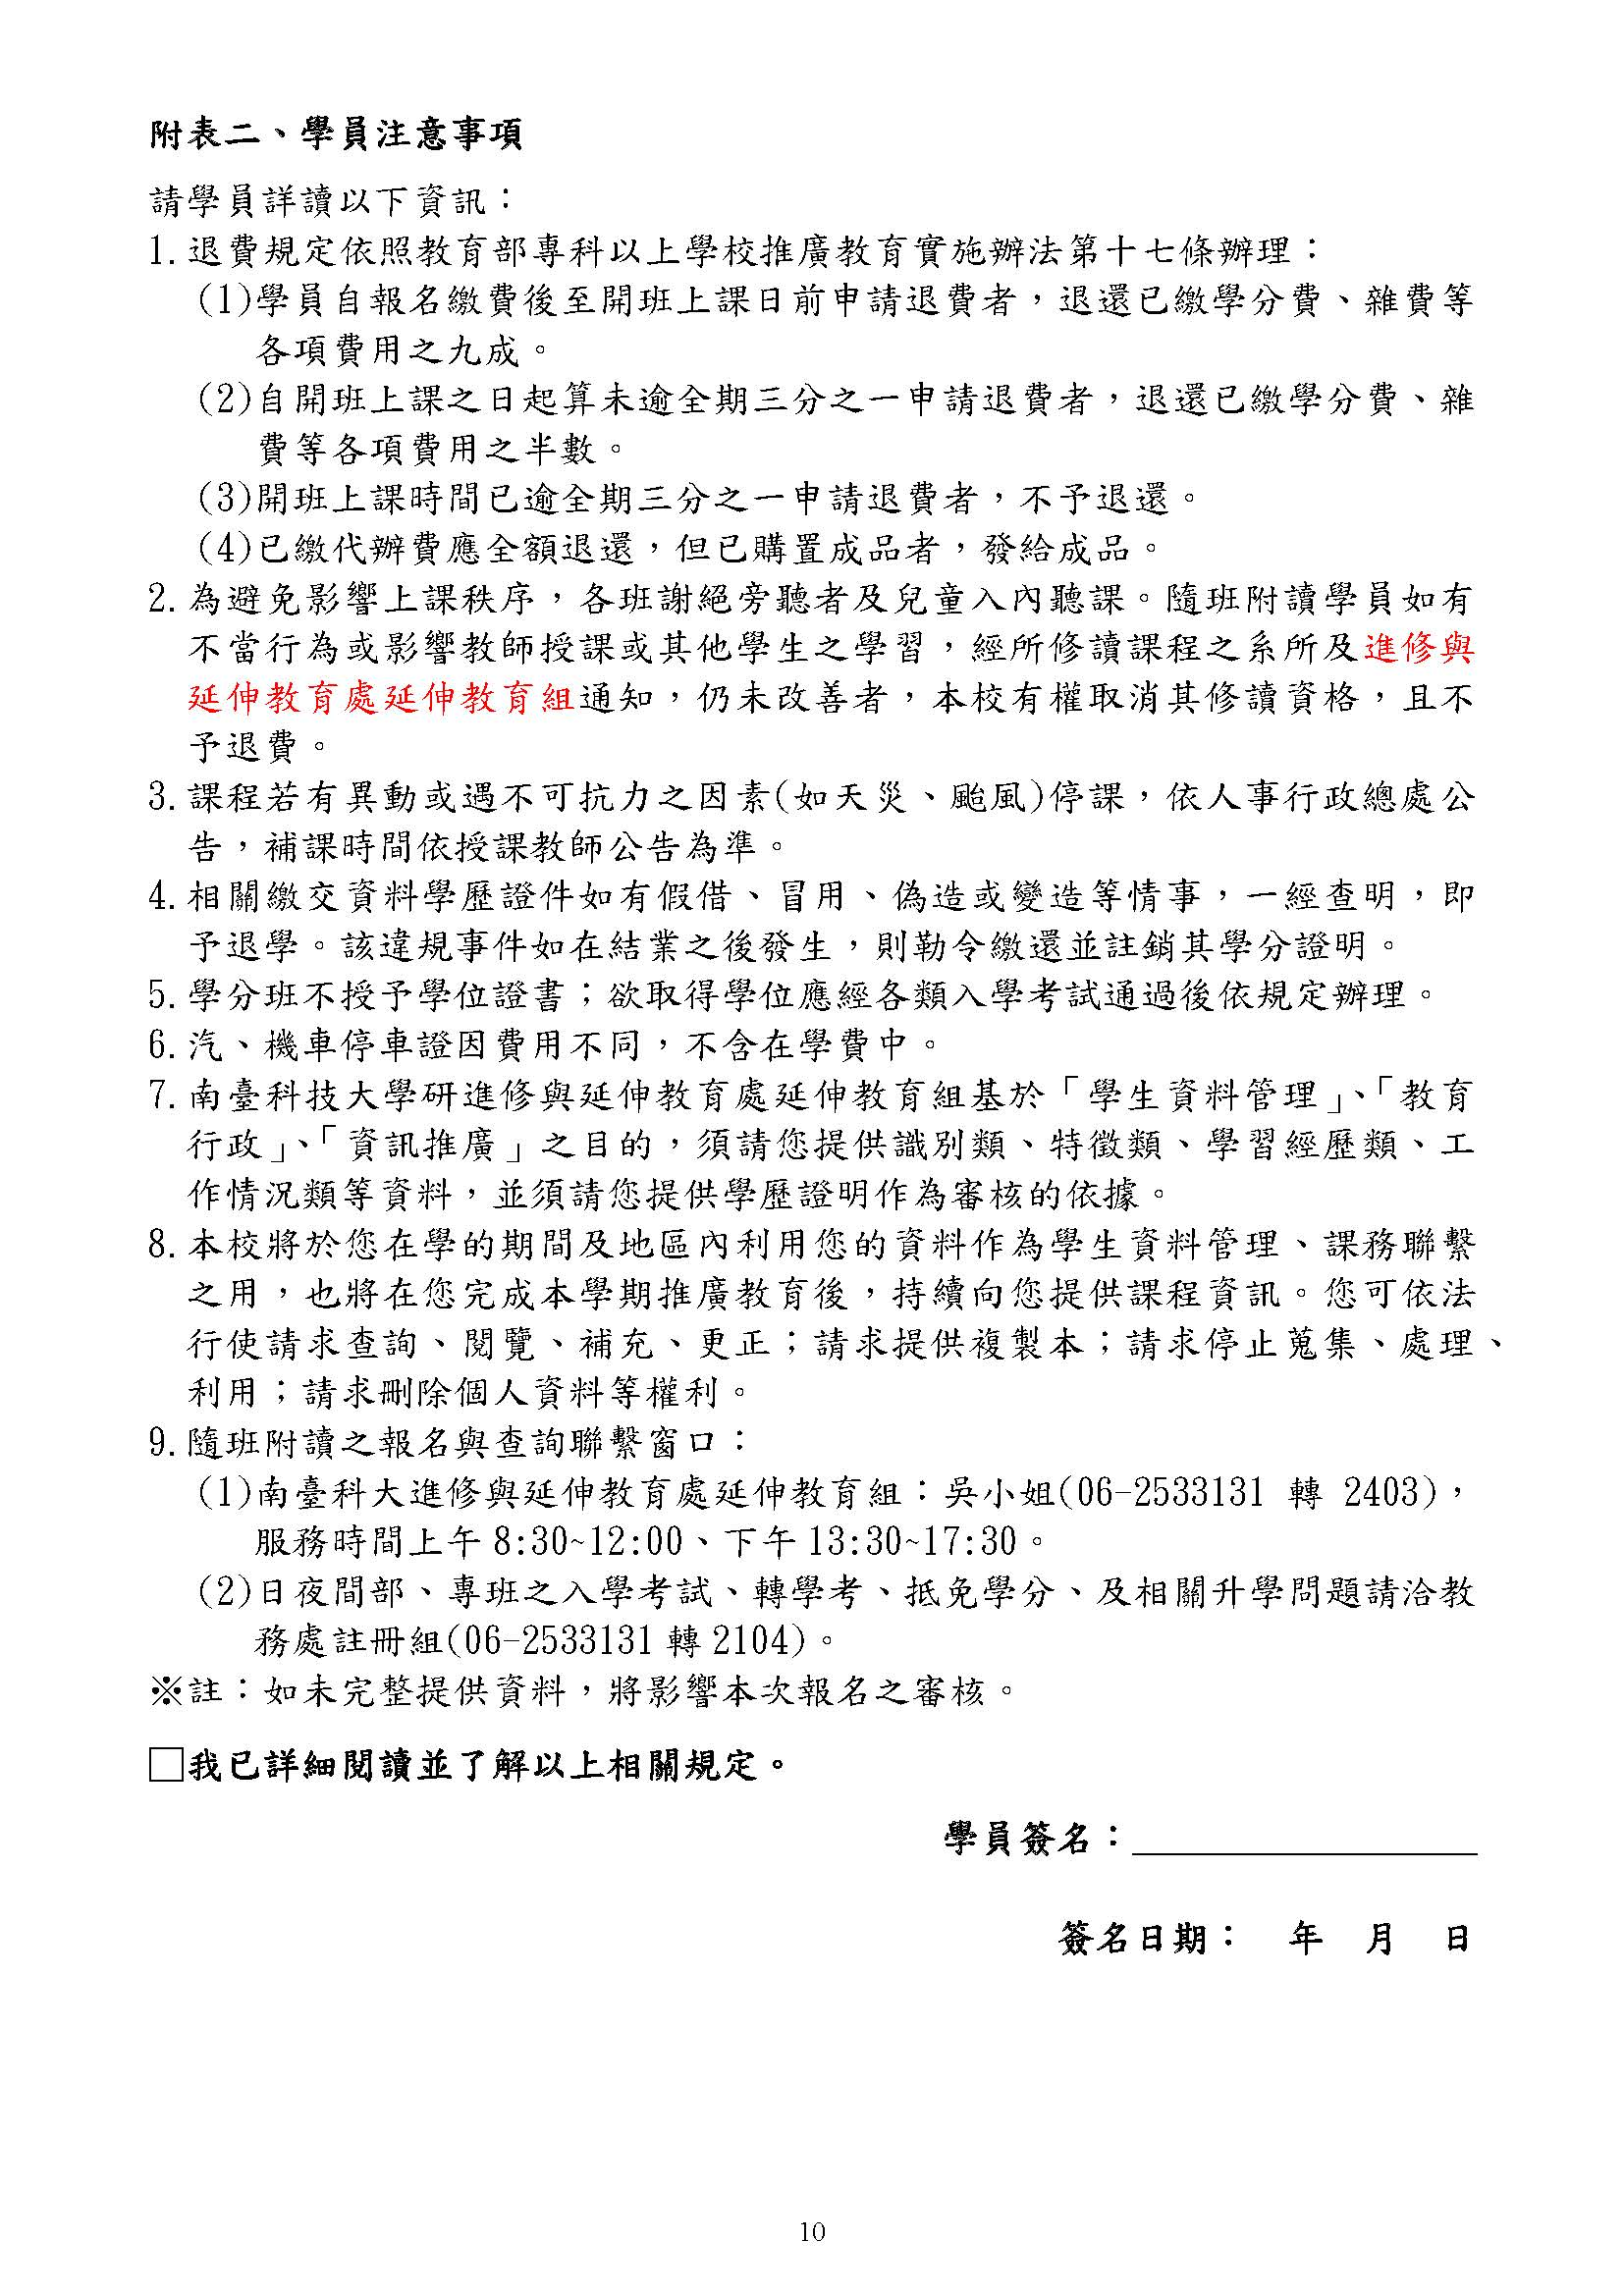 附表二、學員注意事項
請學員詳讀以下資訊：
1.退費規定依照教育部專科以上學校推廣教育實施辦法第十七條辦理：
(1)學員自報名繳費後至開班上課日前申請退費者，退還已繳學分費、雜費等
各項費用之九成。
(2)自開班上課之日起算未逾全期三分之一申請退費者，退還已繳學分費、雜
費等各項費用之半數。
(3)開班上課時間已逾全期三分之一申請退費者，不予退還。
(4)已繳代辦費應全額退還，但已購置成品者，發給成品。
2.為避免影響上課秩序，各班謝絕旁聽者及兒童入內聽課。隨班附讀學員如有
不當行為或影響教師授課或其他學生之學習，經所修讀課程之系所及進修與
延伸教育處延伸教育組通知，仍未改善者，本校有權取消其修讀資格，且不
予退費。
3.課程若有異動或遇不可抗力之因素(如天災、颱風)停課，依人事行政總處公
告，補課時間依授課教師公告為準。
4.相關繳交資料學歷證件如有假借、冒用、偽造或變造等情事，一經查明，即
予退學。該違規事件如在結業之後發生，則勒令繳還並註銷其學分證明。
5.學分班不授予學位證書；欲取得學位應經各類入學考試通過後依規定辦理。
6.汽、機車停車證因費用不同，不含在學費中。
7.南臺科技大學研進修與延伸教育處延伸教育組基於「學生資料管理」、「教育
行政」、「資訊推廣」之目的，須請您提供識別類、特徵類、學習經歷類、工
作情況類等資料，並須請您提供學歷證明作為審核的依據。
8.本校將於您在學的期間及地區內利用您的資料作為學生資料管理、課務聯繫
之用，也將在您完成本學期推廣教育後，持續向您提供課程資訊。您可依法
行使請求查詢、閱覽、補充、更正；請求提供複製本；請求停止蒐集、處理、
利用；請求刪除個人資料等權利。
9.隨班附讀之報名與查詢聯繫窗口：
(1)南臺科大進修與延伸教育處延伸教育組：吳小姐(06-2533131 轉 2403)，
服務時間上午 8:30~12:00、下午 13:30~17:30。
(2)日夜間部、專班之入學考試、轉學考、抵免學分、及相關升學問題請洽教
務處註冊組(06-2533131 轉 2104)。
※註：如未完整提供資料，將影響本次報名之審核。
□我已詳細閱讀並了解以上相關規定。
學員簽名：
簽名日期： 年 月 日
10